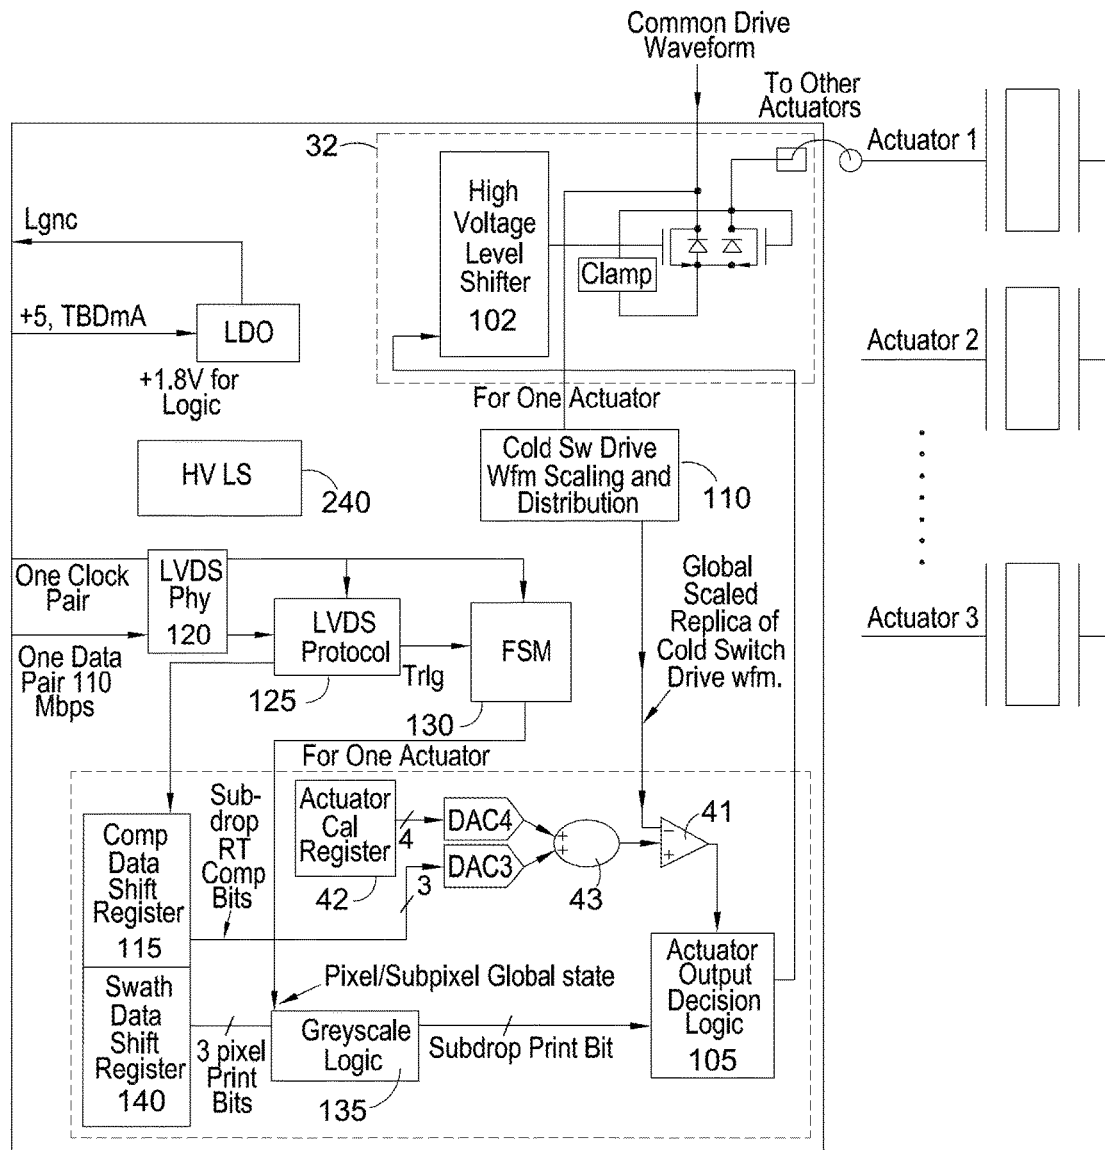 Common Drive
Waveform
To Other
Actuators
32
Actuator 1
High
Voltage
Level
Shifter
102
Clamp
Lgnc
+5, TBDmA
LDO
+1.8V for
Logic
Actuator 2
For One Actuator
HV LS
240
Cold Sw Drive
Wfm Scaling and
Distribution
110
One Clock
Pair
LVDS
Phy
120
One Data
Pair 110
Mbps
LVDS
Protocol
125
Trlg
FSM
130
Global
Scaled
Replica of
Cold Switch
Drive wfm.
Actuator 3
For One Actuator
Comp
Data
Shift
Register
115
Sub-
drop
RT
Comp
Bits
Actuator
Cal
Register
42
4
DAC4
DAC3
3
+
+
43
-
+
41
Swath
Data
Shift
Register
140
3 pixel
Print
Bits
Pixel/Subpixel Global state
Greyscale
Logic
135
Subdrop Print Bit
Actuator
Output
Decision
Logic
105